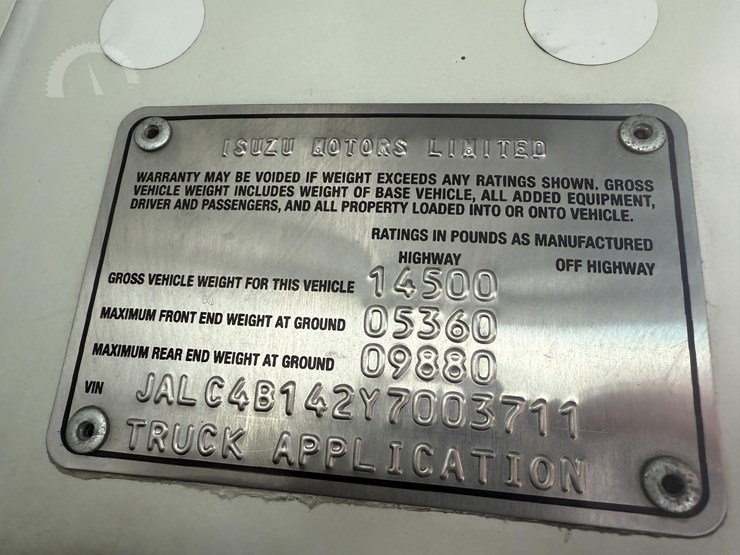 ISUZU MOTORS LIMITED
WARRANTY MAY BE VOIDED IF WEIGHT EXCEEDS ANY RATINGS SHOWN. GROSS
VEHICLE WEIGHT INCLUDES WEIGHT OF BASE VEHICLE, ALL ADDED EQUIPMENT,
DRIVER AND PASSENGERS, AND ALL PROPERTY LOADED INTO OR ONTO VEHICLE.
RATINGS IN POUNDS AS MANUFACTURED
HIGHWAY OFF HIGHWAY
GROSS VEHICLE WEIGHT FOR THIS VEHICLE 14500
MAXIMUM FRONT END WEIGHT AT GROUND 05360
MAXIMUM REAR END WEIGHT AT GROUND 09880
VIN JALC4B142Y7003711
TRUCK APPLICATION